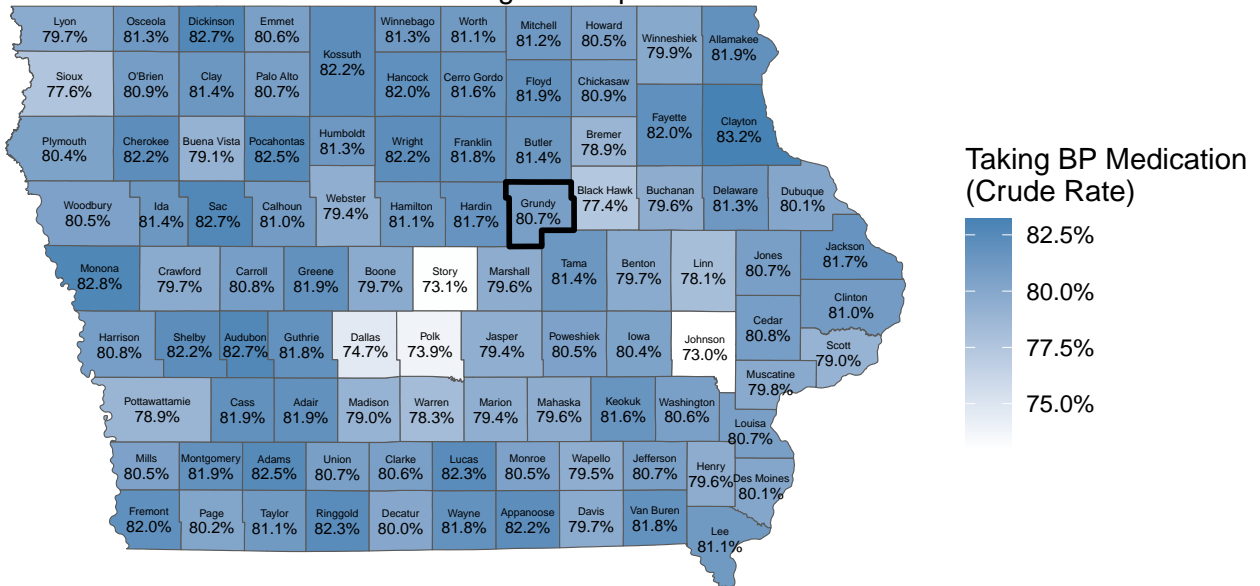 Lyon
79.7%
Osceola
81.3%
Dickinson
82.7%
Emmet
80.6%
Kossuth
82.2%
Winnebago
81.3%
Worth
81.1%
Mitchell
81.2%
Howard
80.5%
Winneshiek
79.9%
Allamakee
81.9%
Sioux
77.6%
O'Brien
80.9%
Clay
81.4%
Palo Alto
80.7%
Hancock
82.0%
Cerro Gordo
81.6%
Floyd
81.9%
Chickasaw
80.9%
Fayette
82.0%
Clayton
83.2%
Plymouth
80.4%
Cherokee
82.2%
Buena Vista
79.1%
Pocahontas
82.5%
Humboldt
81.3%
Wright
82.2%
Franklin
81.8%
Butler
81.4%
Bremer
78.9%
Woodbury
80.5%
Ida
81.4%
Sac
82.7%
Calhoun
81.0%
Webster
79.4%
Hamilton
81.1%
Hardin
81.7%
Grundy
80.7%
Black Hawk
77.4%
Buchanan
79.6%
Delaware
81.3%
Dubuque
80.1%
Monona
82.8%
Crawford
79.7%
Carroll
80.8%
Greene
81.9%
Boone
79.7%
Story
73.1%
Marshall
79.6%
Tama
81.4%
Benton
79.7%
Linn
78.1%
Jones
80.7%
Jackson
81.7%
Clinton
81.0%
Harrison
80.8%
Shelby
82.2%
Audubon
82.7%
Guthrie
81.8%
Dallas
74.7%
Polk
73.9%
Jasper
79.4%
Poweshiek
80.5%
Iowa
80.4%
Johnson
73.0%
Cedar
80.8%
Scott
79.0%
Muscatine
79.8%
Pottawattamie
78.9%
Cass
81.9%
Adair
81.9%
Madison
79.0%
Warren
78.3%
Marion
79.4%
Mahaska
79.6%
Keokuk
81.6%
Washington
80.6%
Louisa
80.7%
Mills
80.5%
Montgomery
81.9%
Adams
82.5%
Union
80.7%
Clarke
80.6%
Lucas
82.3%
Monroe
80.5%
Wapello
79.5%
Jefferson
80.7%
Henry
79.6%
Des Moines
80.1%
Fremont
82.0%
Page
80.2%
Taylor
81.1%
Ringgold
82.3%
Decatur
80.0%
Wayne
81.8%
Appanoose
82.2%
Davis
79.7%
Van Buren
81.8%
Lee
81.1%
Taking BP Medication
(Crude Rate)
82.5%
80.0%
77.5%
75.0%